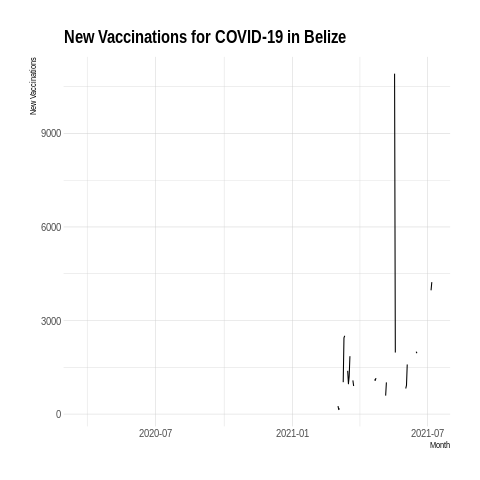 New Vaccinations for COVID-19 in Belize
New Vaccinations
9000
6000
3000
0
2020-07 2021-01 2021-07
Month